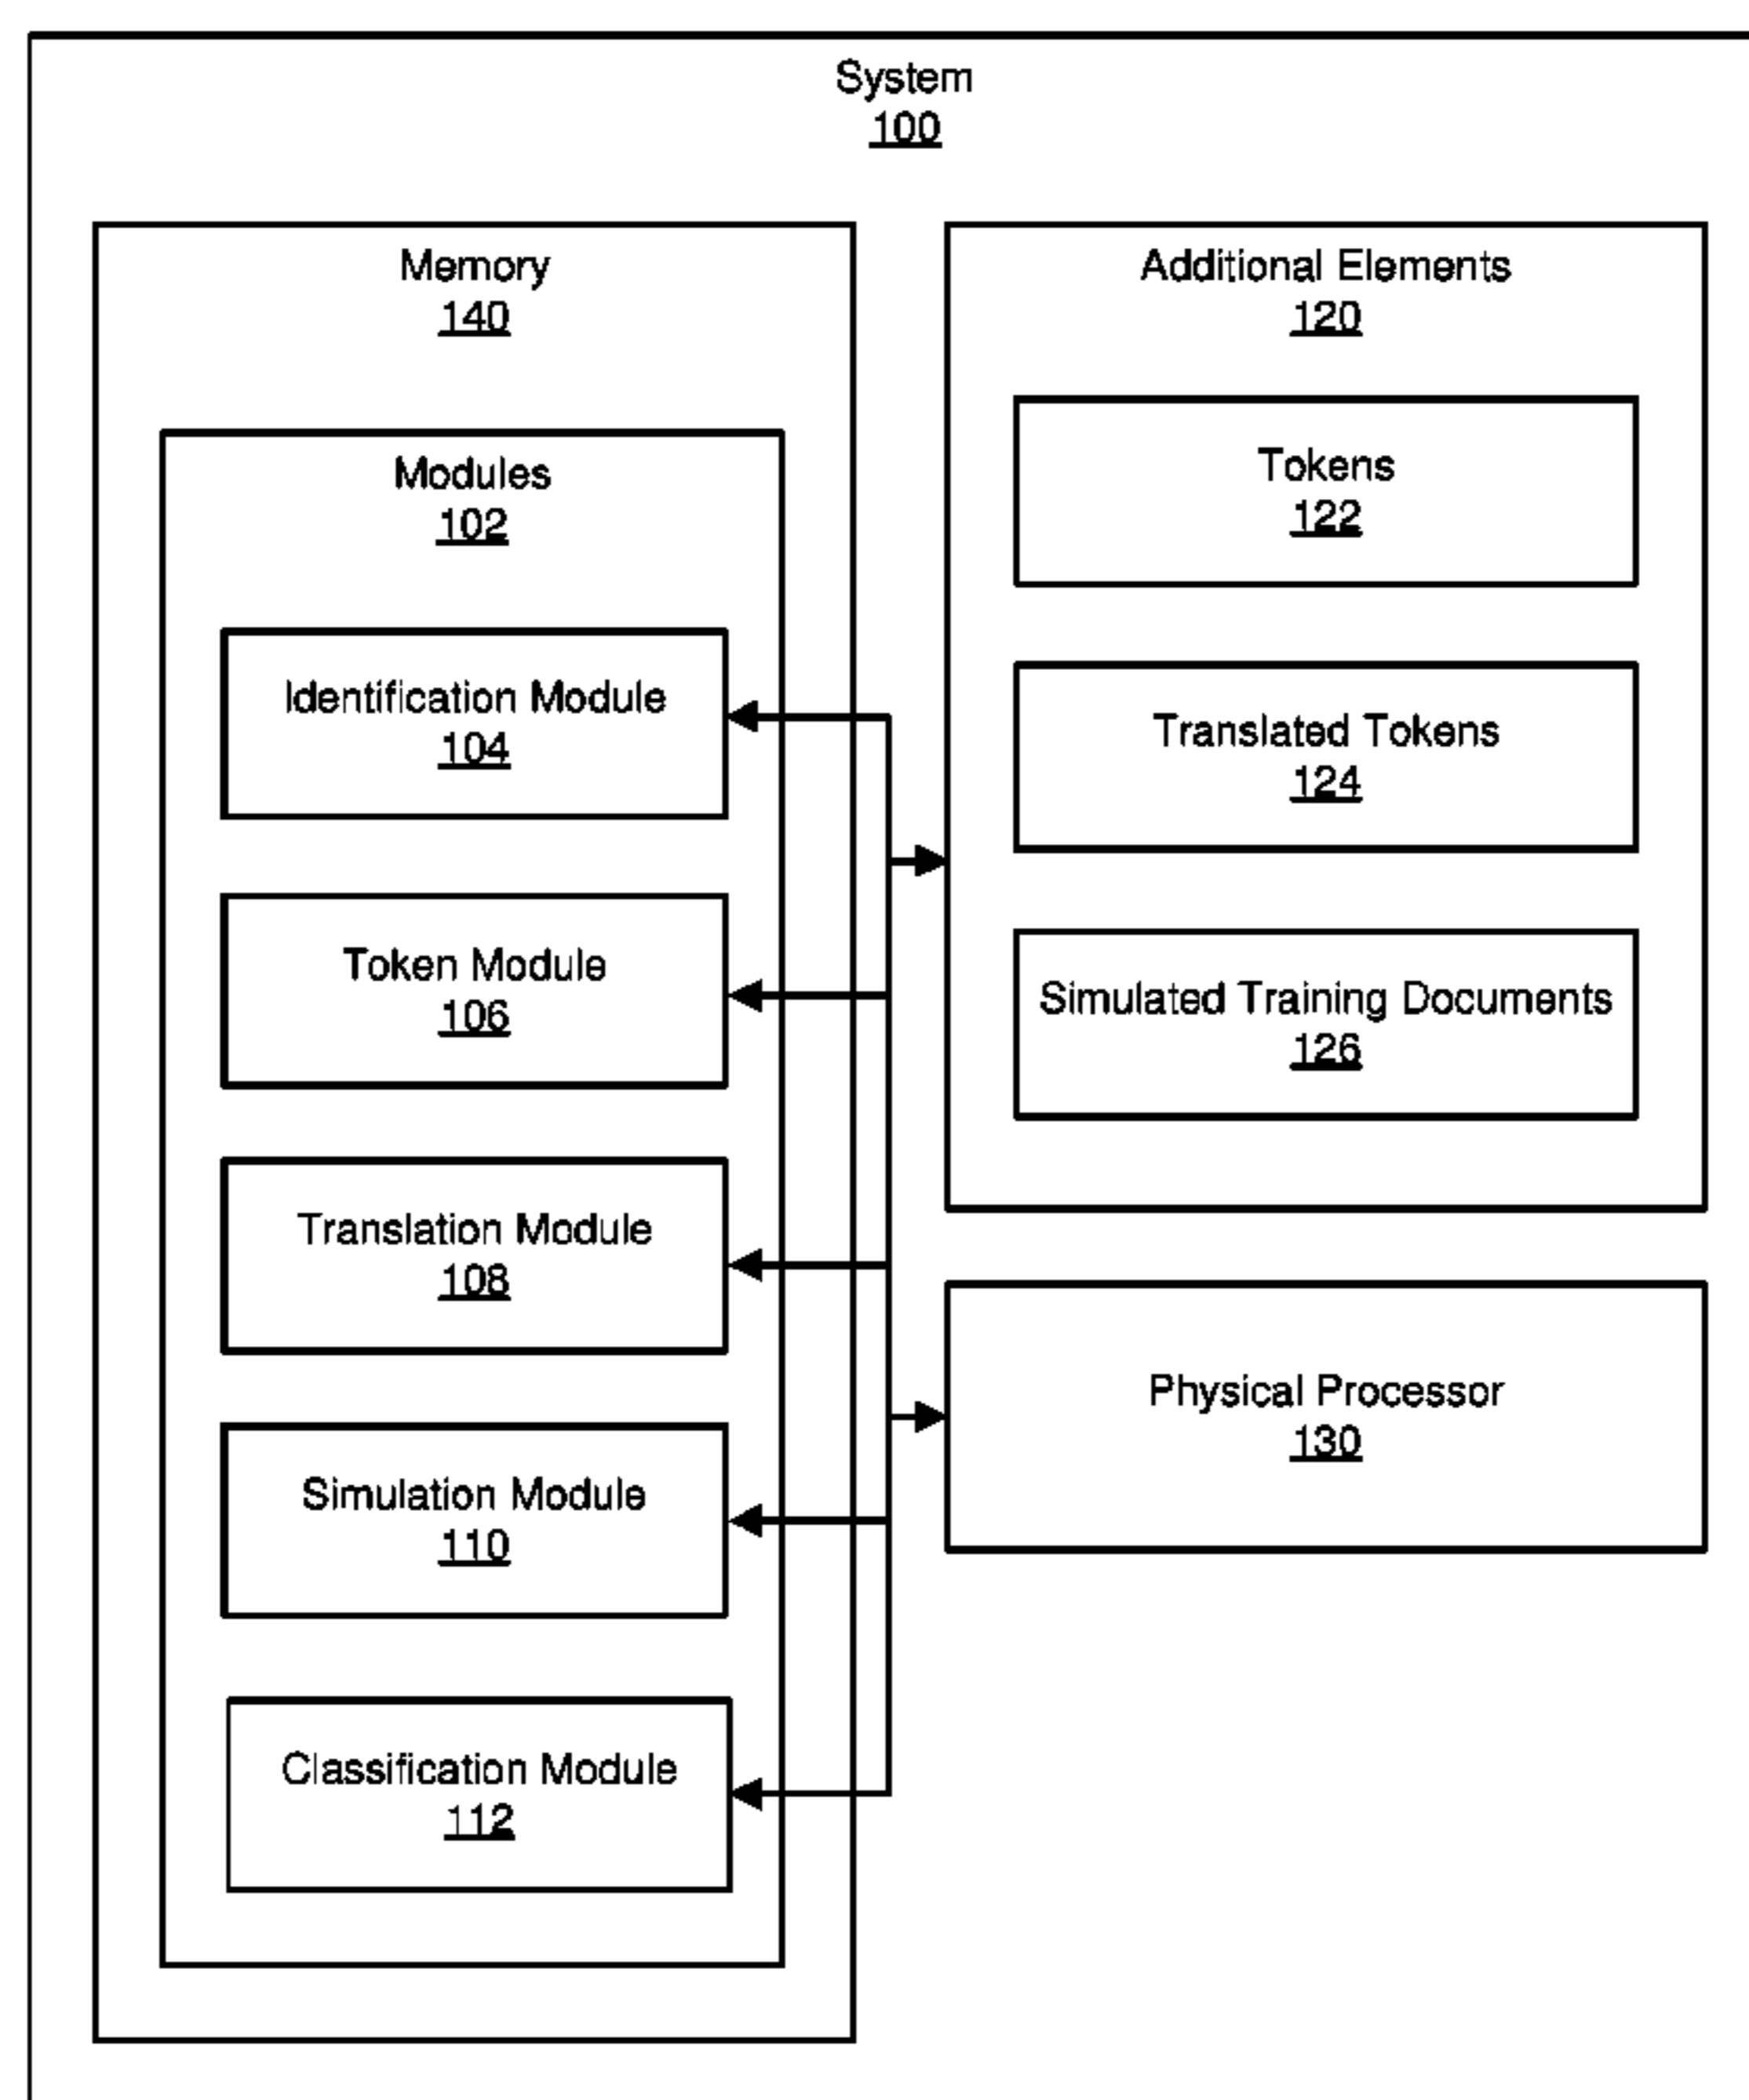 System
100
Memory
140
Modules
102
Identification Module
104
Token Module
106
Translation Module
108
Simulation Module
110
Classification Module
112
Additional Elements
120
Tokens
122
Translated Tokens
124
Simulated Training Documents
126
Physical Processor
130